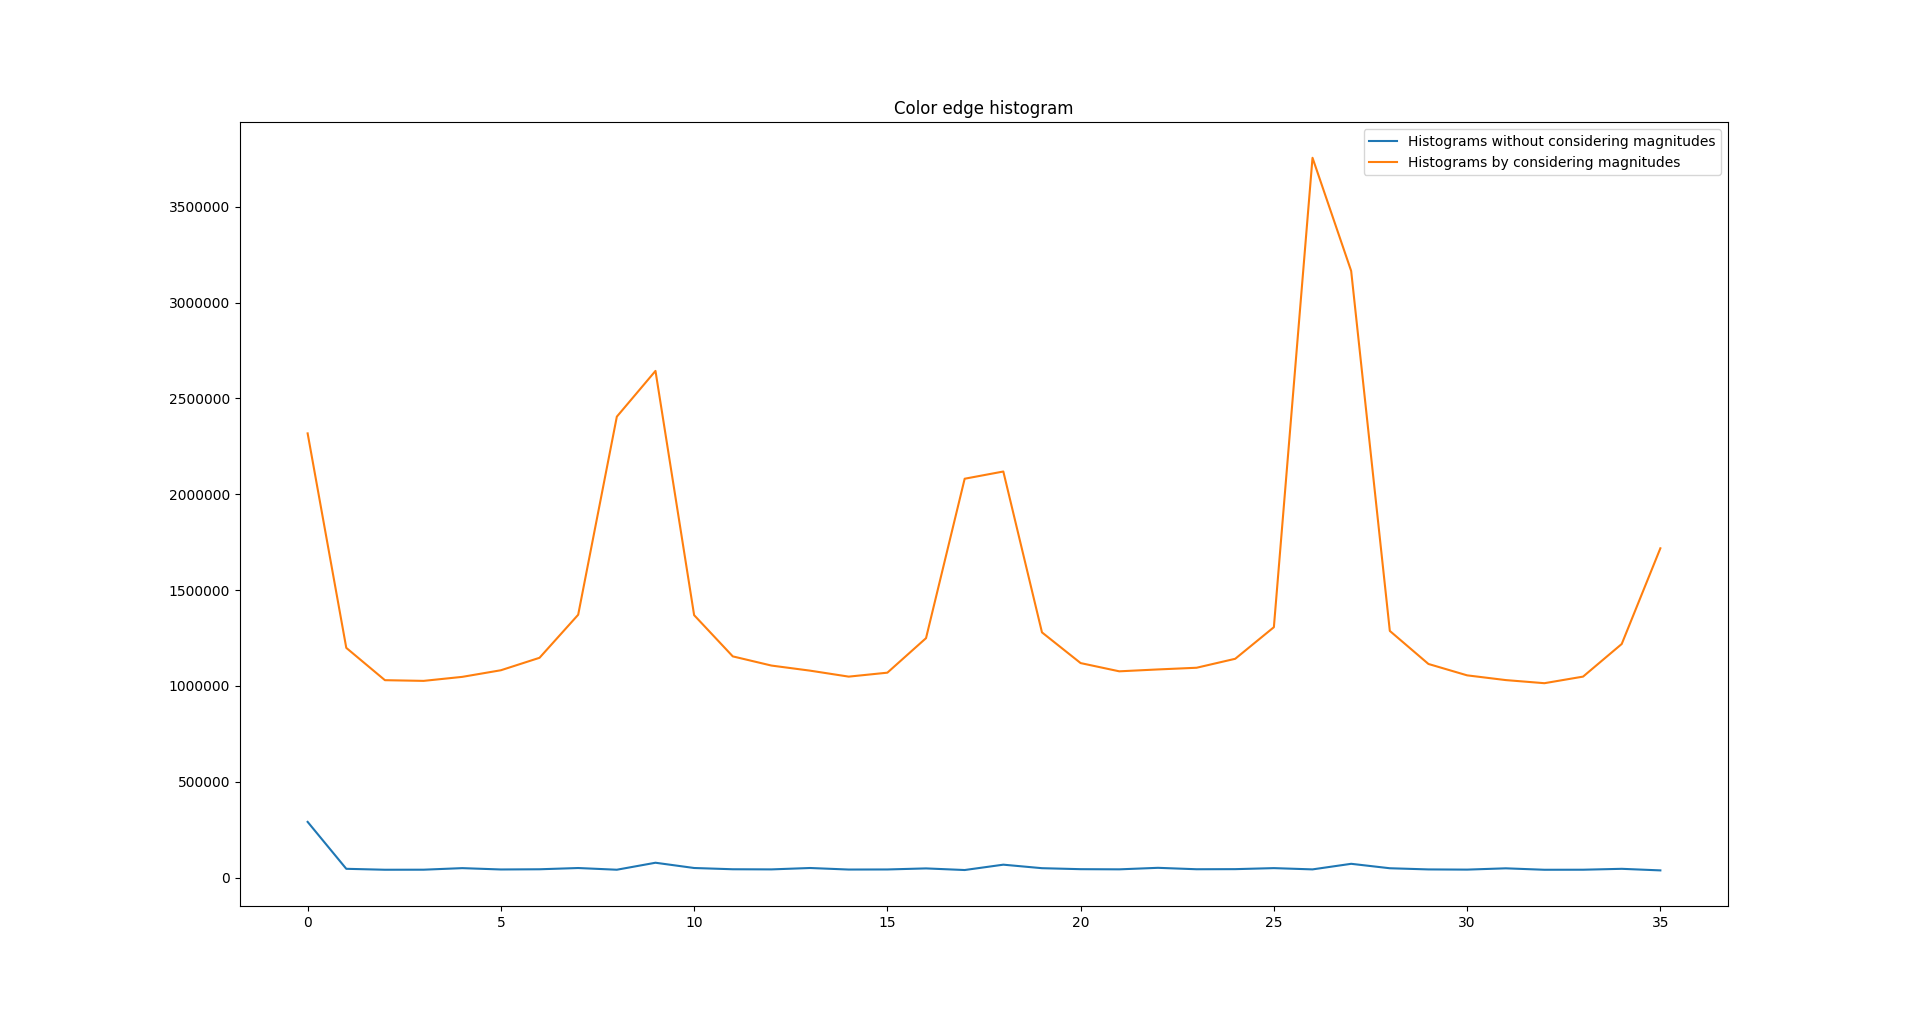 Color edge histogram
Histograms without considering magnitudes
Histograms by considering magnitudes
3500000
3000000
2500000
2000000
1500000
1000000
500000
0
0 5 10 15 20 25 30 35